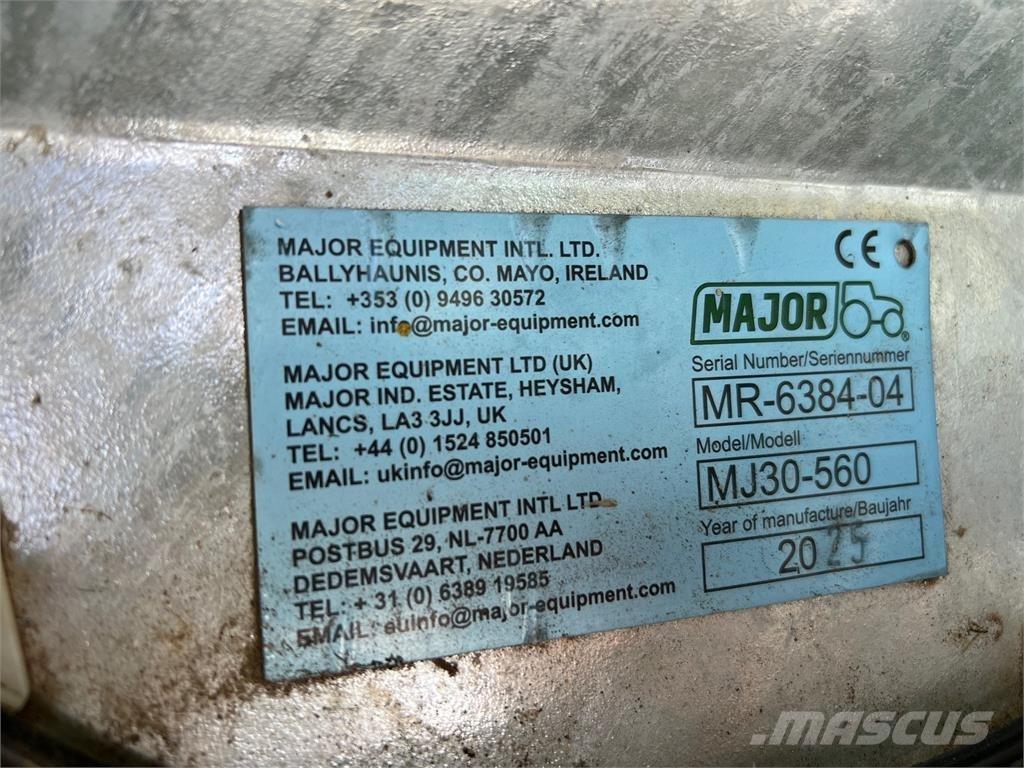 MAJOR EQUIPMENT INTL. LTD.
BALLYHAUNIS, CO. MAYO, IRELAND
TEL: +353 (0) 9496 30572
EMAIL: info@major-equipment.com
MAJOR EQUIPMENT LTD (UK)
MAJOR IND. ESTATE, HEYSHAM,
LANCS, LA3 3JJ, UK
TEL: +44 (0) 1524 850501
EMAIL: ukinfo@major-equipment.com
MAJOR EQUIPMENT INTL LTD
POSTBUS 29, NL-7700 AA
DEDEMSVAART, NEDERLAND
TEL: + 31 (0) 6389 19585
EMAIL: euinfo@major-equipment.com
CE
MAJOR ®
Serial Number/Seriennummer
MR-6384-04
Model/Modell
MJ30-560
Year of manufacture/Baujahr
2025
MASCUS